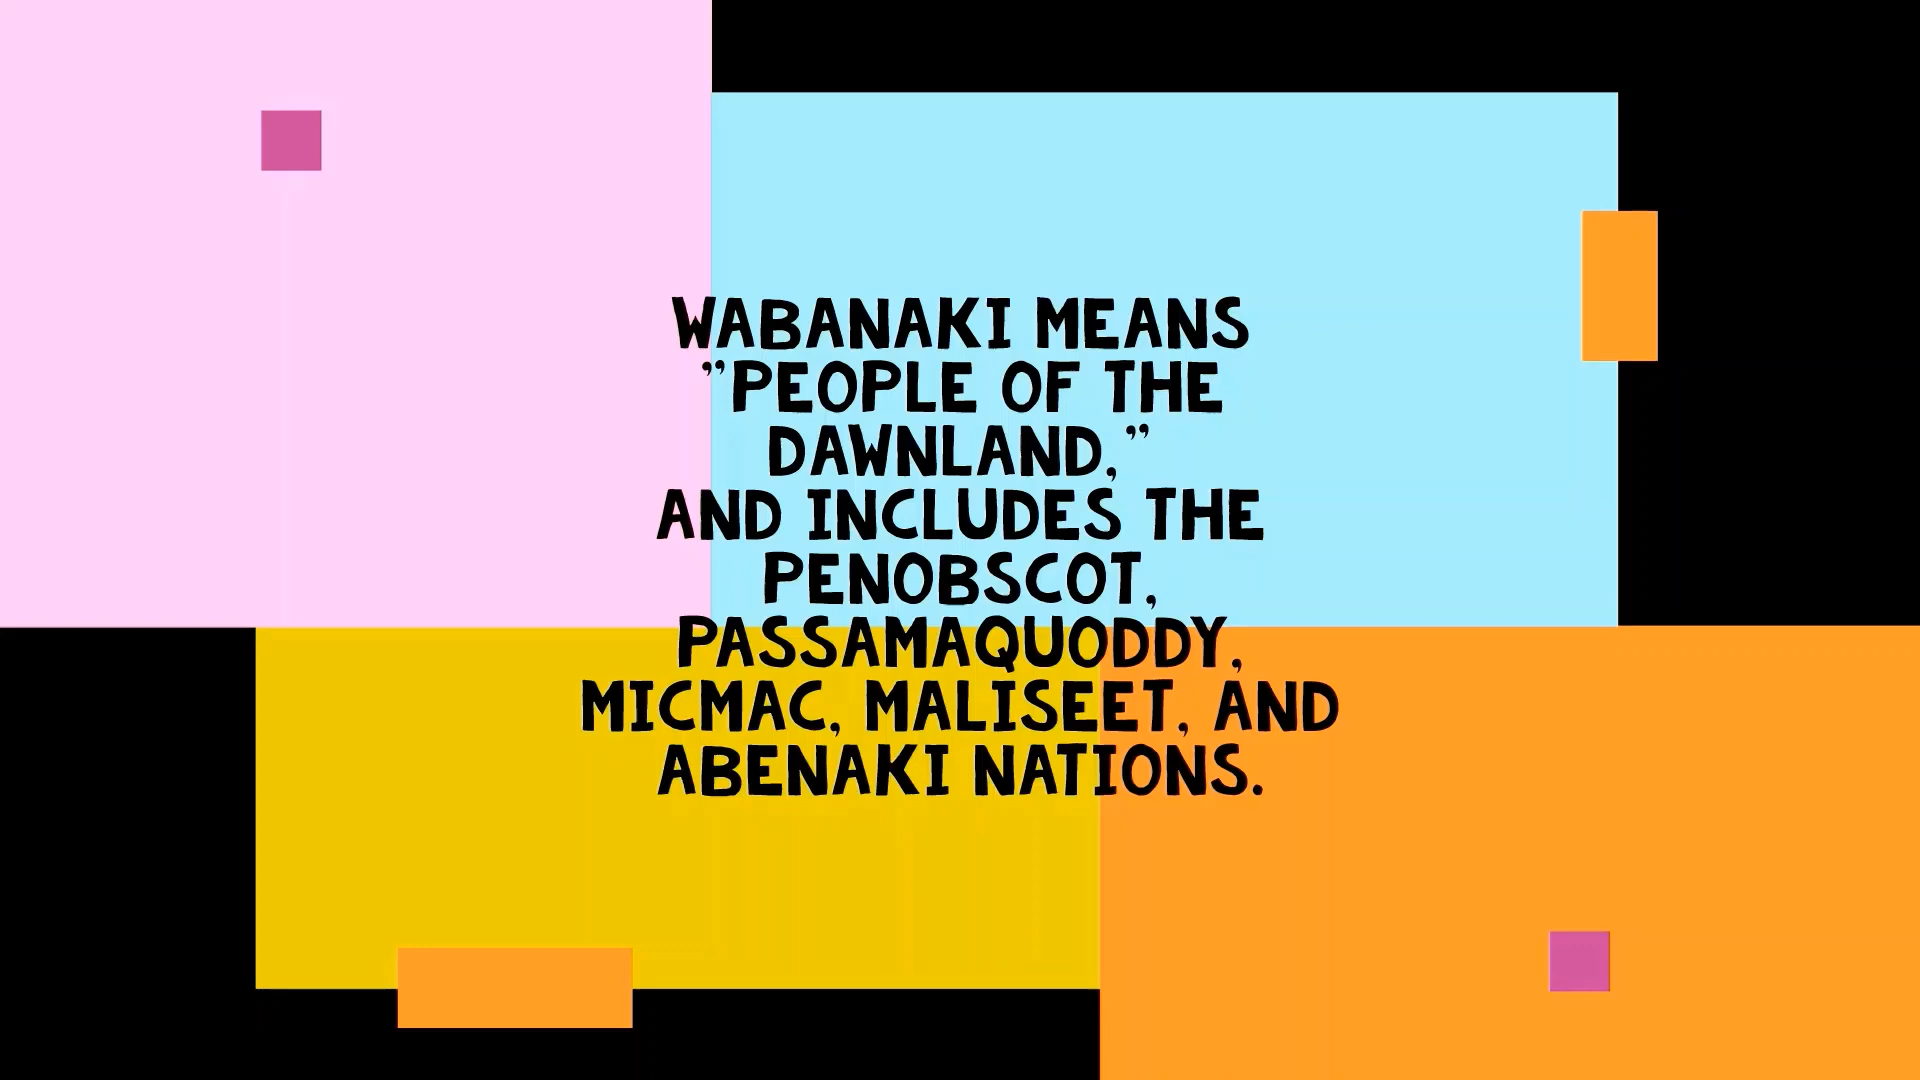 WABANAKI MEANS
”PEOPLE OF THE
DAWNLAND,”
AND INCLUDES THE
PENOBSCOT,
PASSAMAQUODDY,
MICMAC, MALISEET, AND
ABENAKI NATIONS.